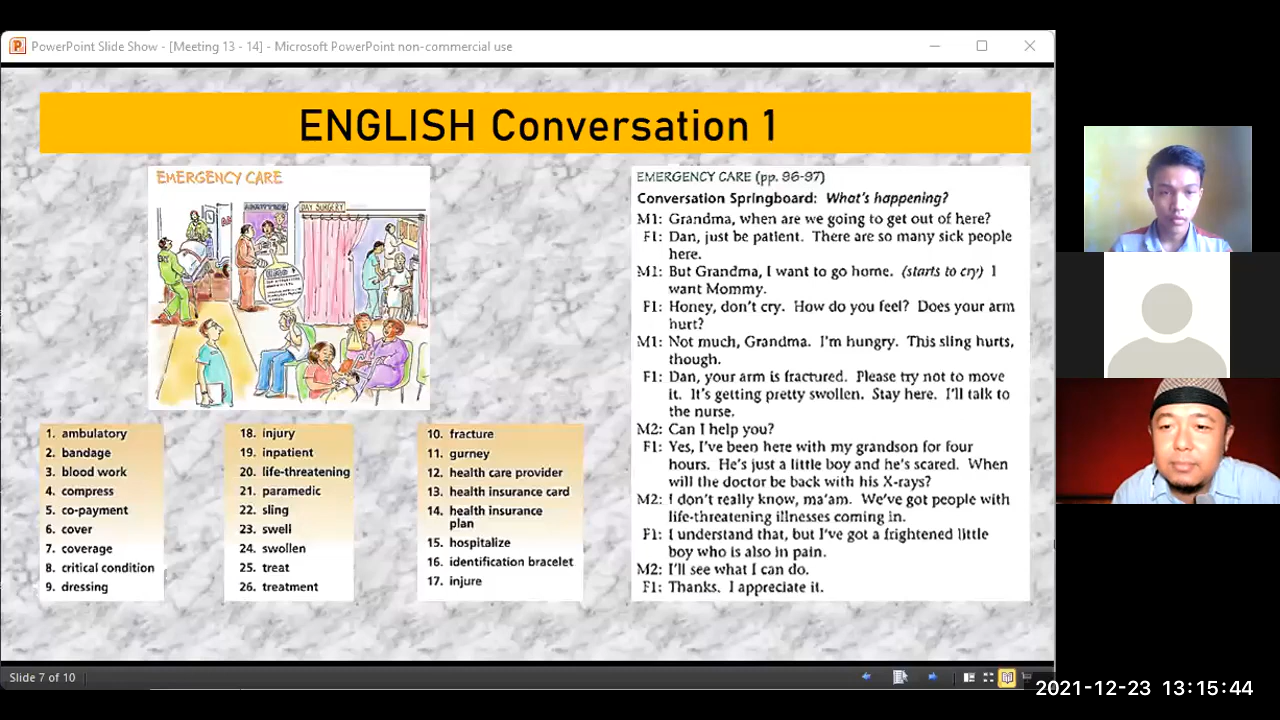 PowerPoint Slide Show - [Meeting 13 - 14] - Microsoft PowerPoint non-commercial use
ENGLISH Conversation 1
EMERGENCY CARE
ADMITTING
DAY SURGERY
1. ambulatory
2. bandage
3. blood work
4. compress
5. co-payment
6. cover
7. coverage
8. critical condition
9. dressing
18. injury
19. inpatient
20. life-threatening
21. paramedic
22. sling
23. swell
24. swollen
25. treat
26. treatment
10. fracture
11. gurney
12. health care provider
13. health insurance card
14. health insurance
plan
15. hospitalize
16. identification bracelet
17. injure
EMERGENCY CARE (pp. 96-97)
Conversation Springboard: What's happening?
M1: Grandma, when are we going to get out of here?
F1: Dan, just be patient. There are so many sick people
here.
M1: But Grandma, I want to go home. (starts to cry) I
want Mommy.
F1: Honey, don't cry. How do you feel? Does your arm
hurt?
M1: Not much, Grandma. I'm hungry. This sling hurts,
though.
F1: Dan, your arm is fractured. Please try not to move
it. It's getting pretty swollen. Stay here. I'll talk to
the nurse.
M2: Can I help you?
F1: Yes, I've been here with my grandson for four
hours. He's just a little boy and he's scared. When
will the doctor be back with his X-rays?
M2: I don't really know, ma'am. We've got people with
life-threatening illnesses coming in.
F1: I understand that, but I've got a frightened little
boy who is also in pain.
M2: I'll see what I can do.
F1: Thanks. I appreciate it.
Slide 7 of 10
2021-12-23 13:15:44